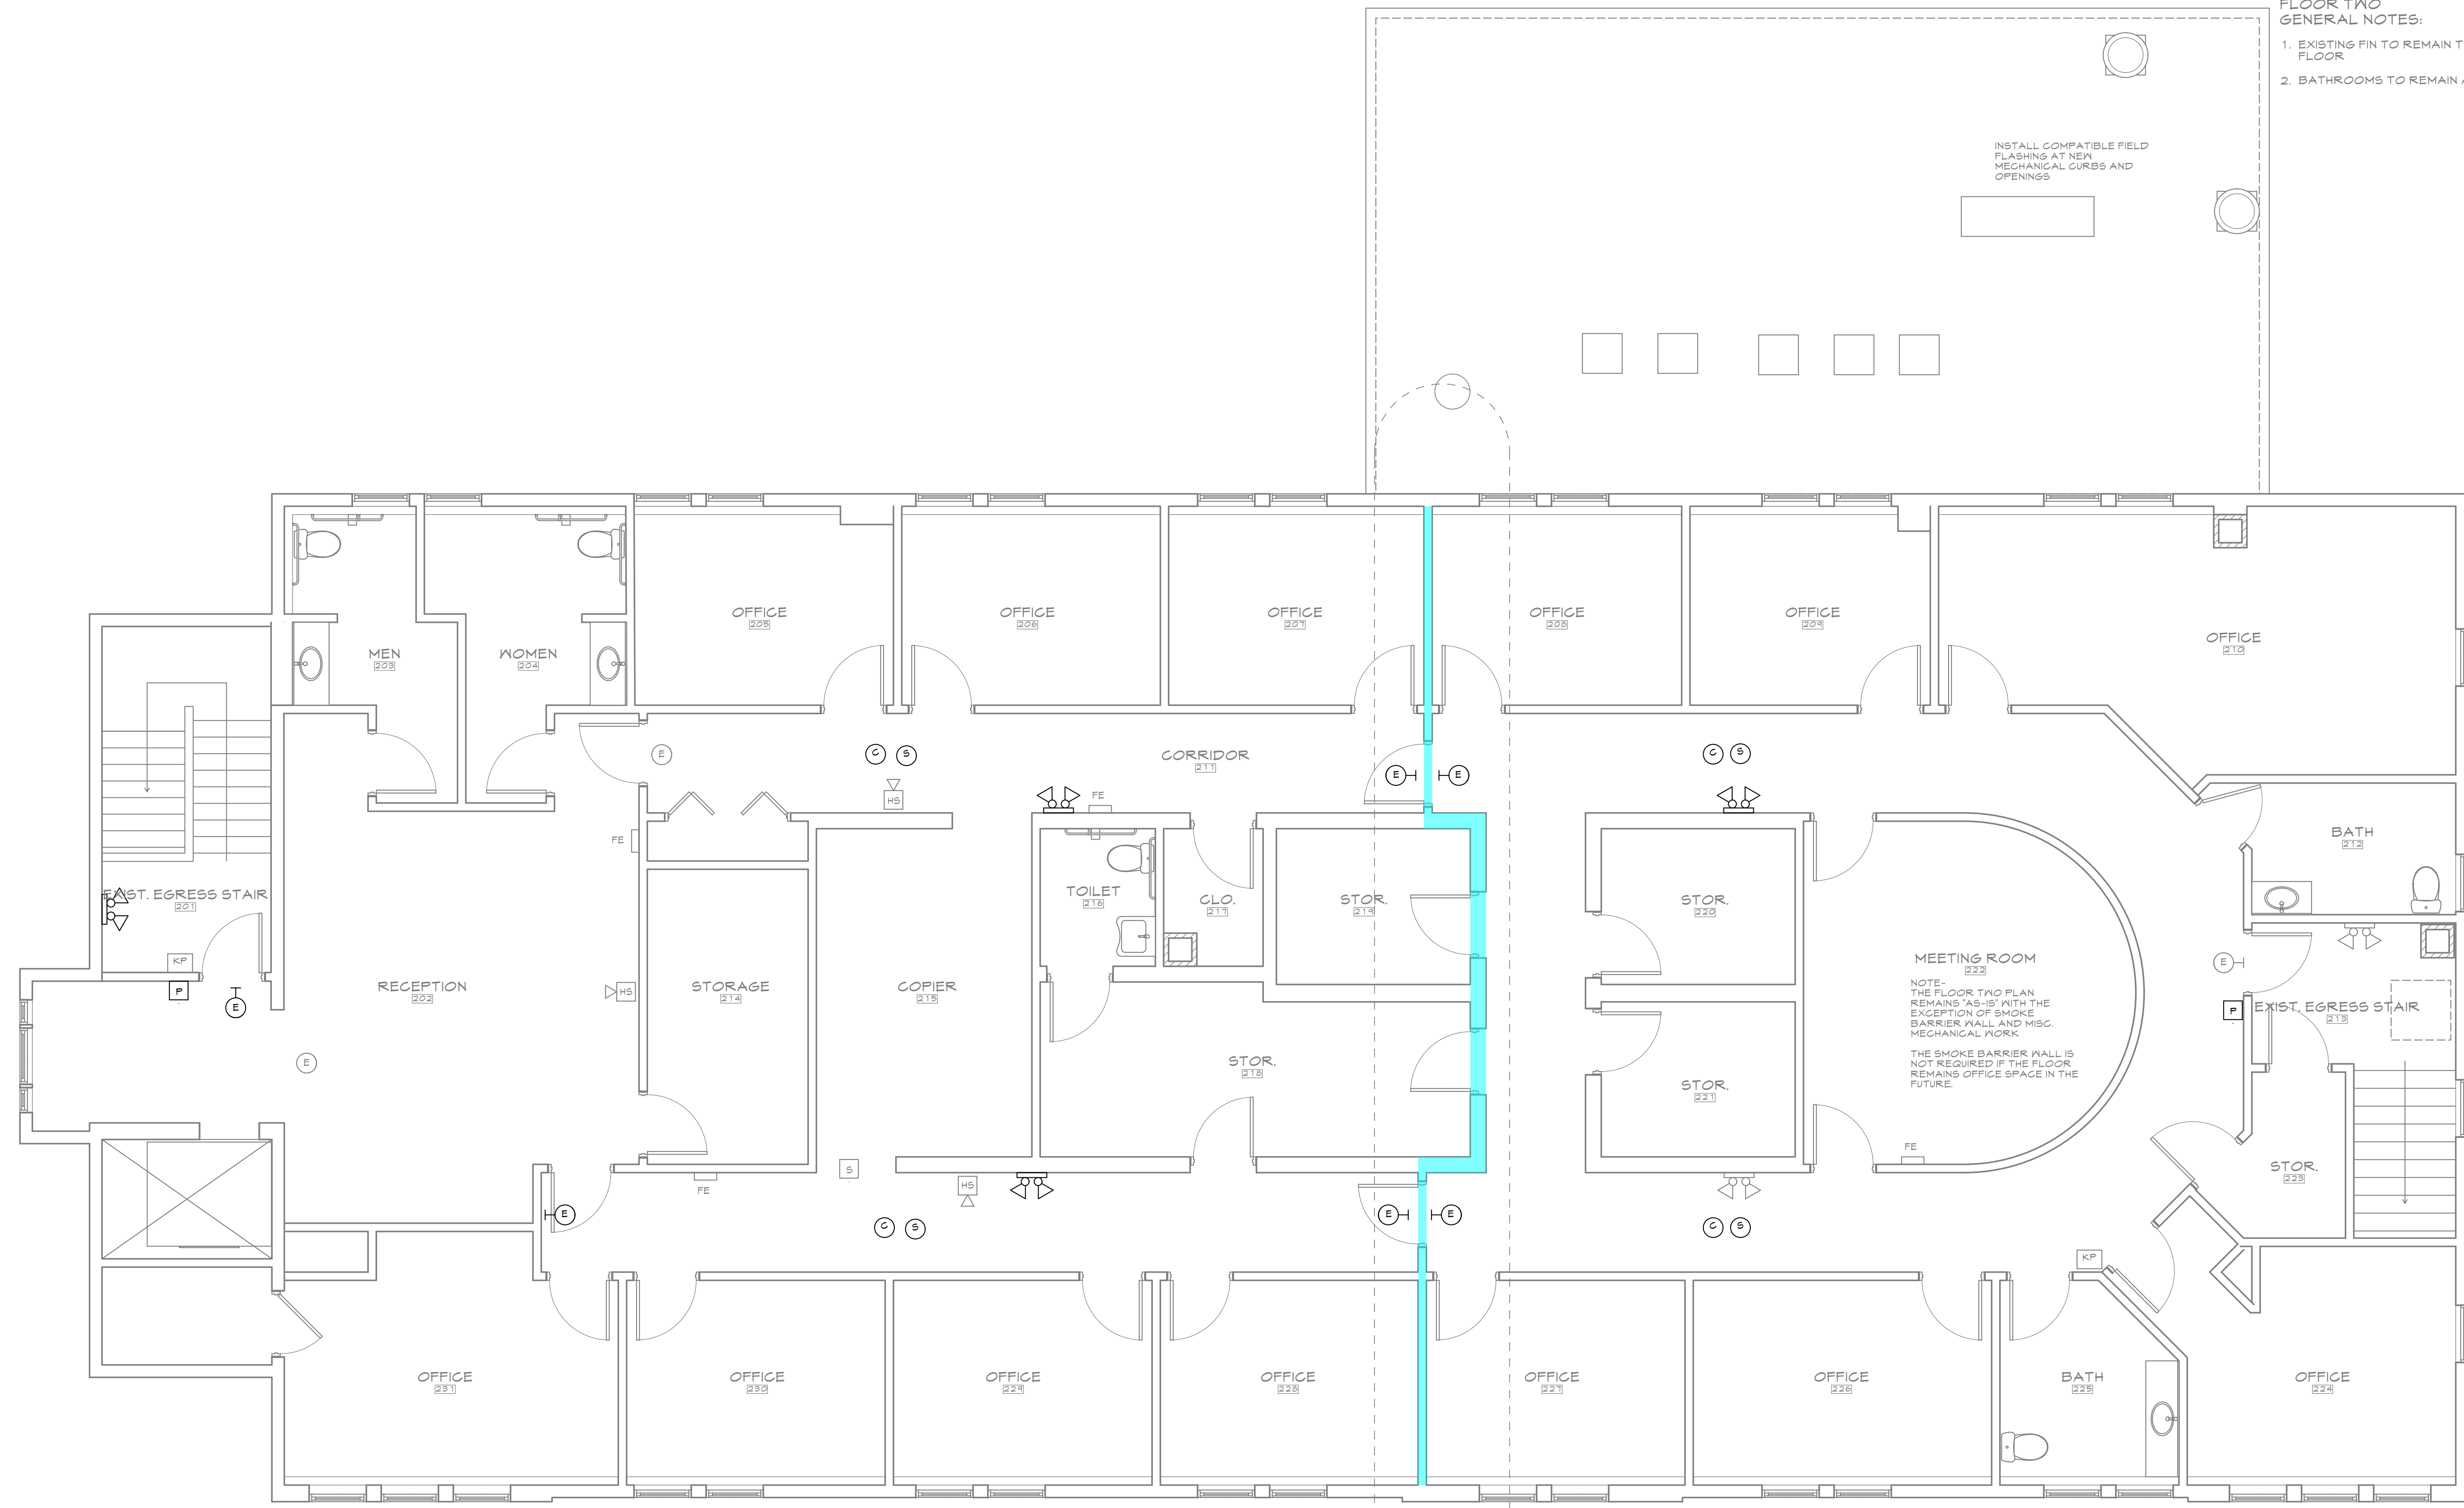 FLOOR TWO
GENERAL NOTES:
1. EXISTING FIN TO REMAIN
FLOOR
2. BATHROOMS TO REMAIN
INSTALL COMPATIBLE FIELD
FLASHING AT NEW
MECHANICAL CURBS AND
OPENINGS
OFFICE
205
OFFICE
206
OFFICE
207
OFFICE
208
OFFICE
209
OFFICE
210
MEN
203
WOMEN
204
E
C
S
CORRIDOR
211
E
E
C
S
HS
FE
FE
BATH
212
EXIST. EGRESS STAIR
201
TOILET
216
CLO.
217
STOR.
219
STOR.
220
KP
P
E
RECEPTION
202
HS
STORAGE
214
COPIER
215
MEETING ROOM
222
NOTE-
THE FLOOR TWO PLAN
REMAINS "AS-IS" WITH THE
EXCEPTION OF SMOKE
BARRIER WALL AND MISC.
MECHANICAL WORK
THE SMOKE BARRIER WALL IS
NOT REQUIRED IF THE FLOOR
REMAINS OFFICE SPACE IN THE
FUTURE.
E
P
EXIST. EGRESS STAIR
213
E
STOR.
218
STOR.
221
FE
S
FE
HS
STOR.
223
E
C
S
E
E
C
S
KP
OFFICE
231
OFFICE
230
OFFICE
229
OFFICE
228
OFFICE
227
OFFICE
226
BATH
225
OFFICE
224